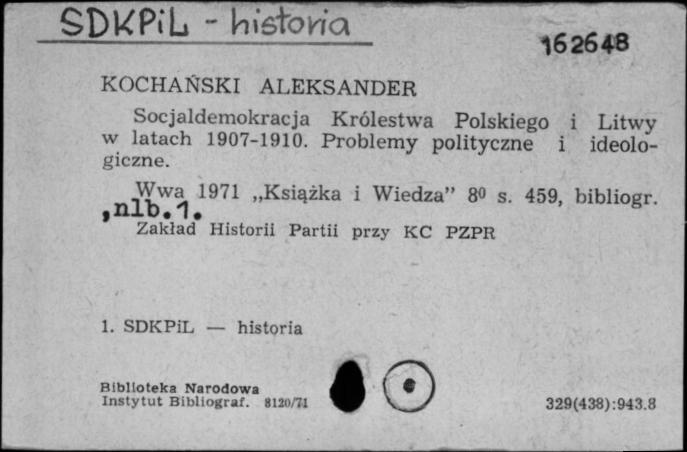 SDKPiL - historia
162648
KOCHAŃSKI ALEKSANDER
Socjaldemokracja Królestwa Polskiego i Litwy
w latach 1907-1910. Problemy polityczne i ideolo-
giczne.
Wwa 1971 „Książka i Wiedza” 8⁰ s. 459, bibliogr.
,nlb.1.
Zakład Historii Partii przy KC PZPR
1. SDKPiL — historia
Biblioteka Narodowa
Instytut Bibliograf. 8120/71
329(438):943.8